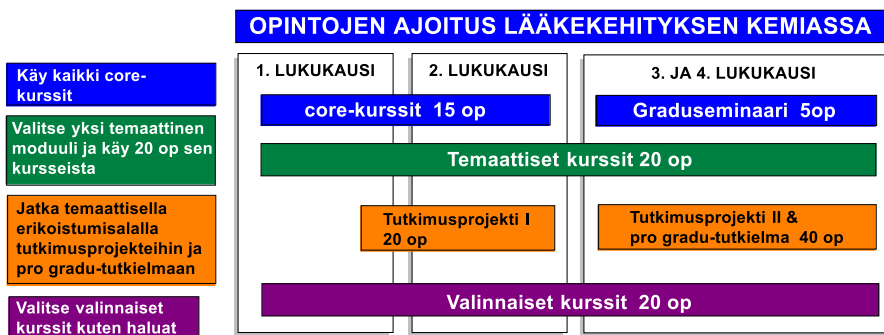 OPINTOJEN AJOITUS LÄÄKEKEHITYKSEN KEMIASSA
Käy kaikki core-
kurssit
Valitse yksi temaattinen
moduuli ja käy 20 op sen
kursseista
Jatka temaattisella
erikoistumisalalla
tutkimusprojekteihin ja
pro gradu-tutkielmaan
Valitse valinnaiset
kurssit kuten haluat
1. LUKUKAUSI
2. LUKUKAUSI
3. JA 4. LUKUKAUSI
core-kurssit 15 op
Graduseminaari 5op
Temaattiset kurssit 20 op
Tutkimusprojekti I
20 op
Tutkimusprojekti II &
pro gradu-tutkielma 40 op
Valinnaiset kurssit 20 op